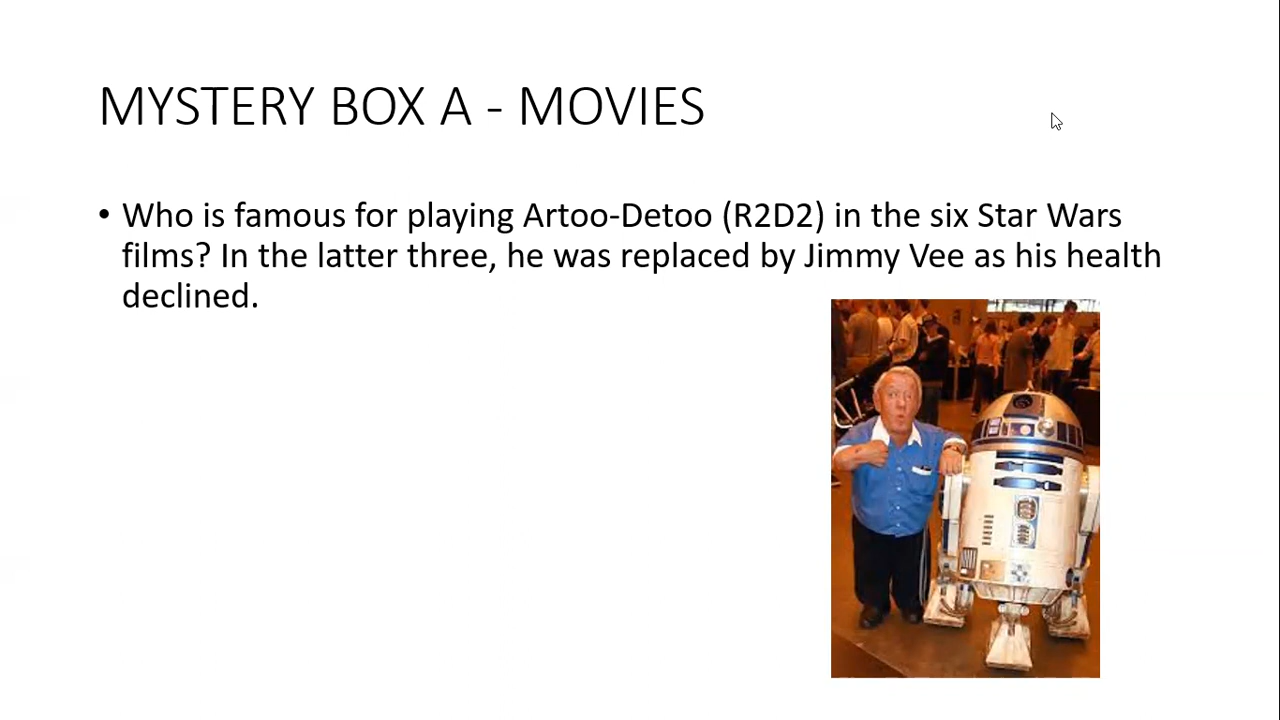 MYSTERY BOX A - MOVIES
• Who is famous for playing Artoo-Detoo (R2D2) in the six Star Wars
films? In the latter three, he was replaced by Jimmy Vee as his health
declined.